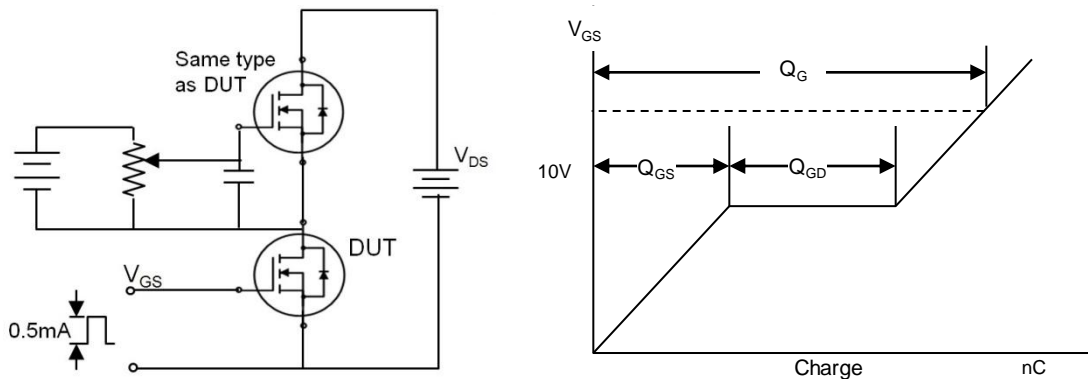 Same type
as DUT
V_DS
DUT
V_GS
0.5mA
V_GS
Q_G
10V
Q_GS
Q_GD
Charge
nC